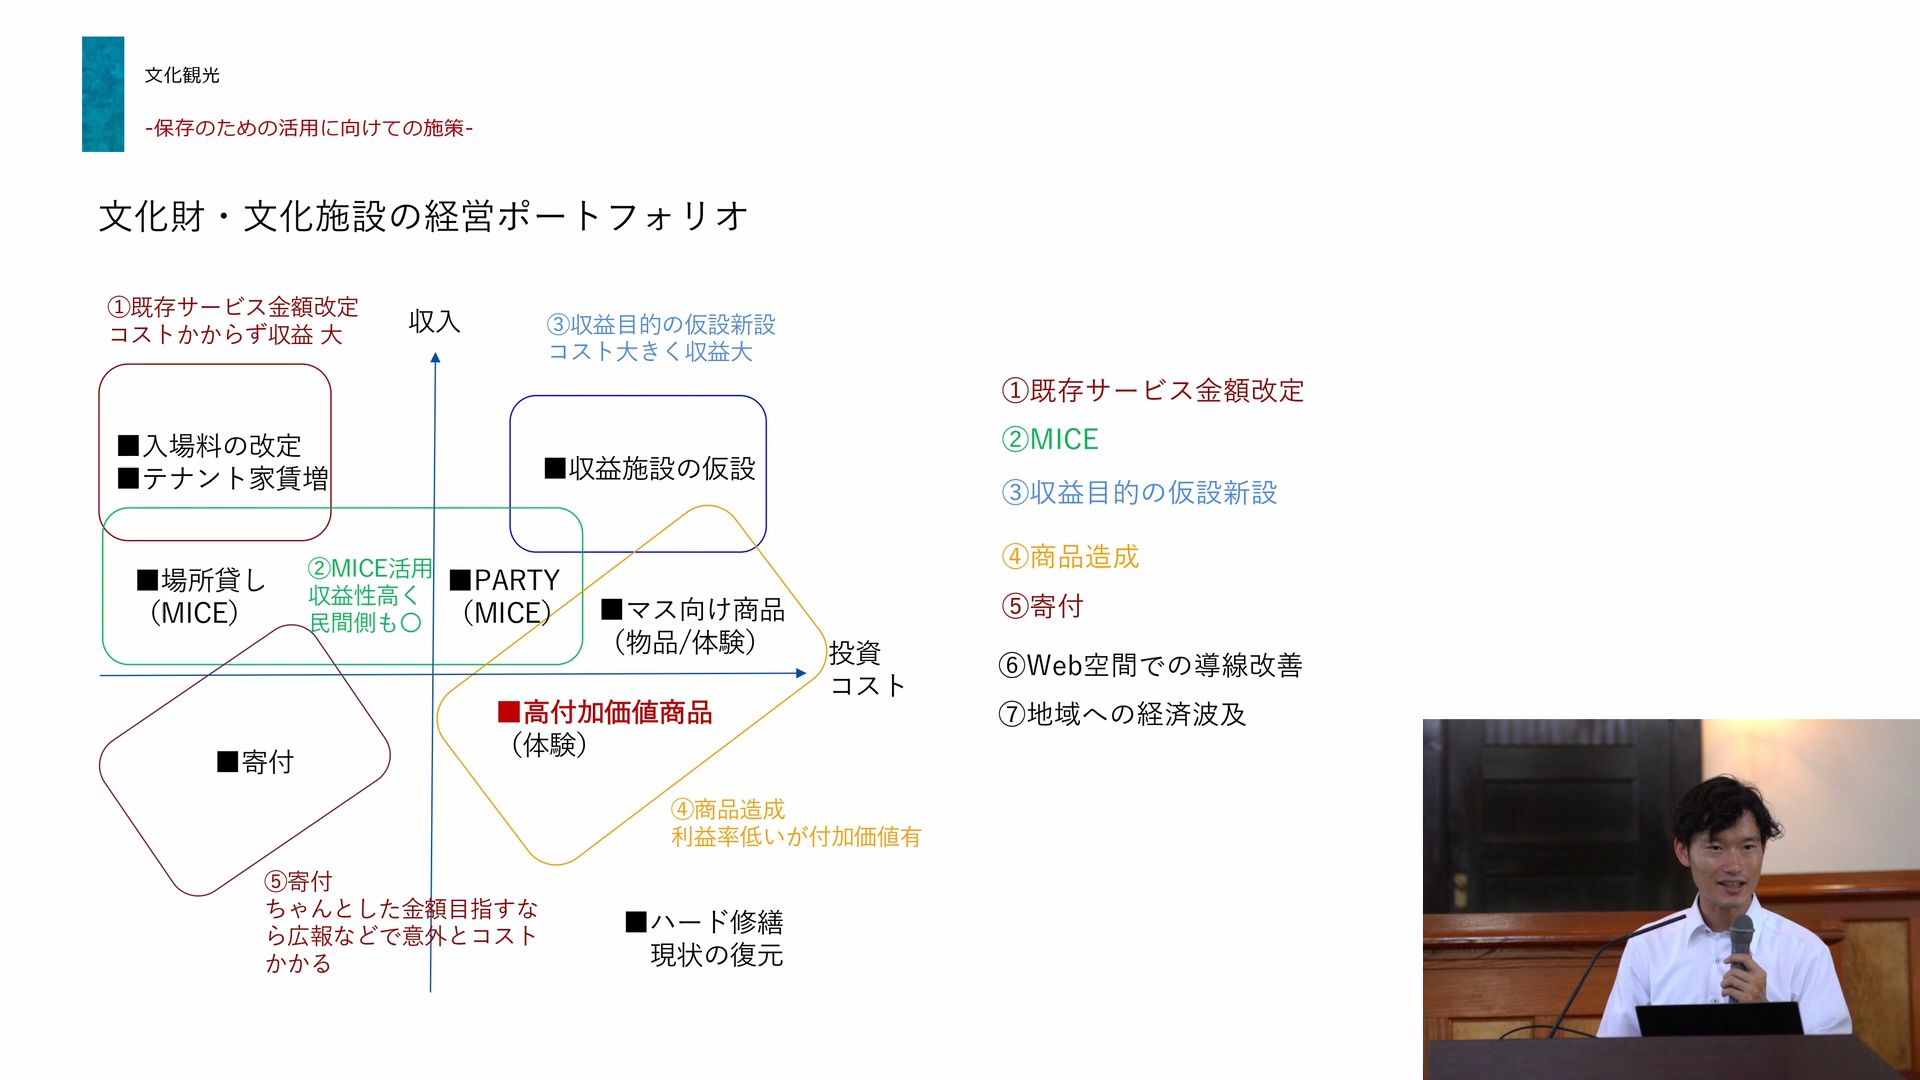 文化観光
-保存のための活用に向けての施策-
文化財・文化施設の経営ポートフォリオ
①既存サービス金額改定
コストかからず収益 大
収入
③収益目的の仮設新設
コスト大きく収益大
■入場料の改定
■テナント家賃増
■収益施設の仮設
■場所貸し
（MICE）
②MICE活用
収益性高く
民間側も〇
■PARTY
（MICE）
■マス向け商品
（物品/体験）
投資
コスト
■高付加価値商品
（体験）
■寄付
④商品造成
利益率低いが付加価値有
⑤寄付
ちゃんとした金額目指すな
ら広報などで意外とコスト
かかる
■ハード修繕
現状の復元
①既存サービス金額改定
②MICE
③収益目的の仮設新設
④商品造成
⑤寄付
⑥Web空間での導線改善
⑦地域への経済波及